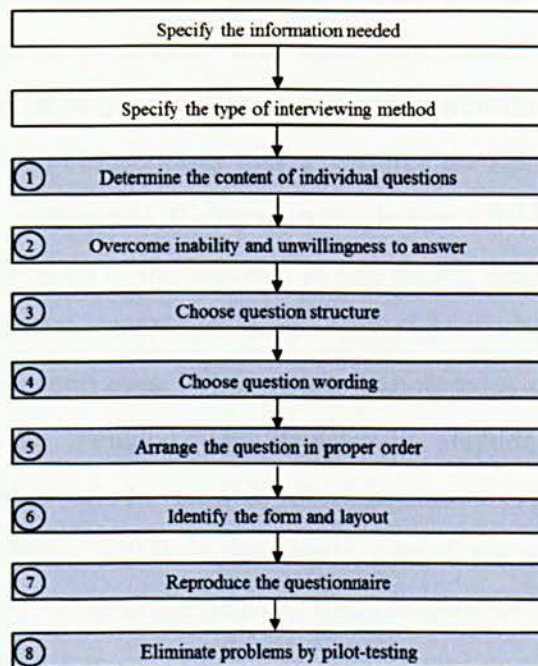 Specify the information needed
Specify the type of interviewing method
1 Determine the content of individual questions
2 Overcome inability and unwillingness to answer
3 Choose question structure
4 Choose question wording
5 Arrange the question in proper order
6 Identify the form and layout
7 Reproduce the questionnaire
8 Eliminate problems by pilot-testing